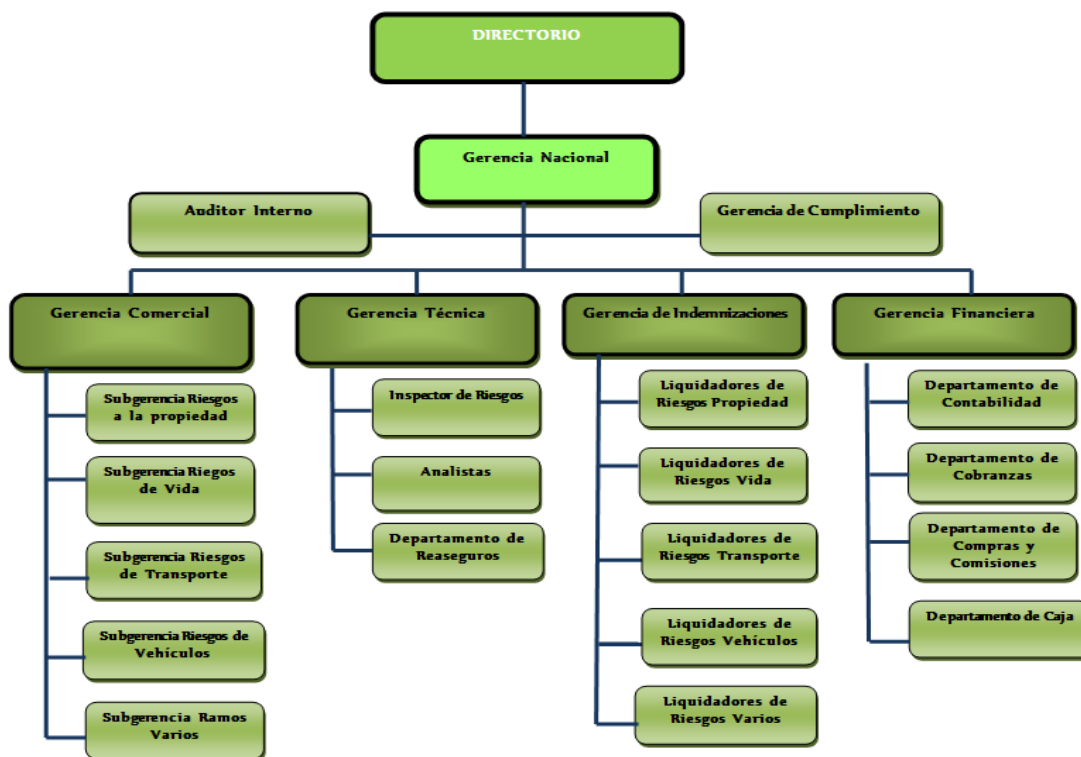 DIRECTORIO
Gerencia Nacional
Auditor Interno
Gerencia de Cumplimiento
Gerencia Comercial
Gerencia Técnica
Gerencia de Indemnizaciones
Gerencia Financiera
Subgerencia Riesgos
a la propiedad
Subgerencia Riegos
de Vida
Subgerencia Riesgos
de Transporte
Subgerencia Riesgos de
Vehículos
Subgerencia Ramos
Varios
Inspector de Riesgos
Analistas
Departamento de
Reaseguros
Liquidadores de
Riesgos Propiedad
Liquidadores de
Riesgos Vida
Liquidadores de
Riesgos Transporte
Liquidadores de
Riesgos Vehículos
Liquidadores de
Riesgos Varios
Departamento de
Contabilidad
Departamento de
Cobranzas
Departamento de
Compras y
Comisiones
Departamento de Caja